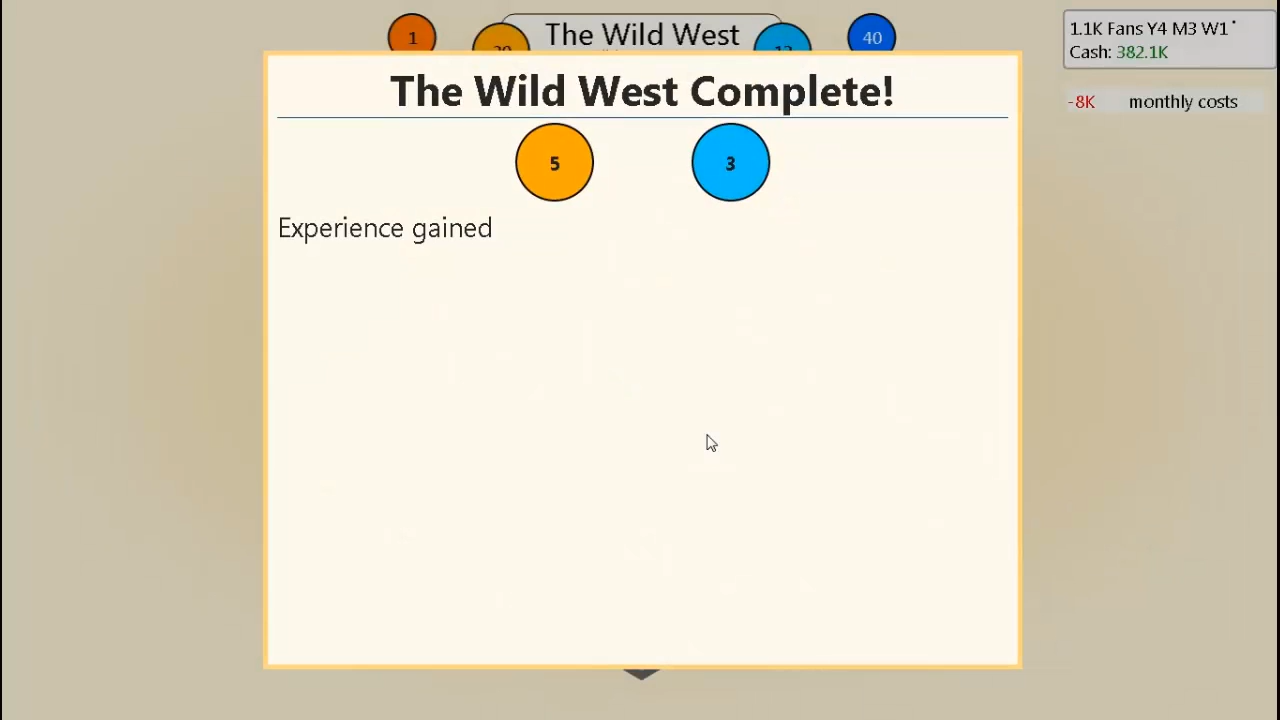 1
The Wild West
40
1.1K Fans Y4 M3 W1
Cash: 382.1K
-8K monthly costs
The Wild West Complete!
5
3
Experience gained